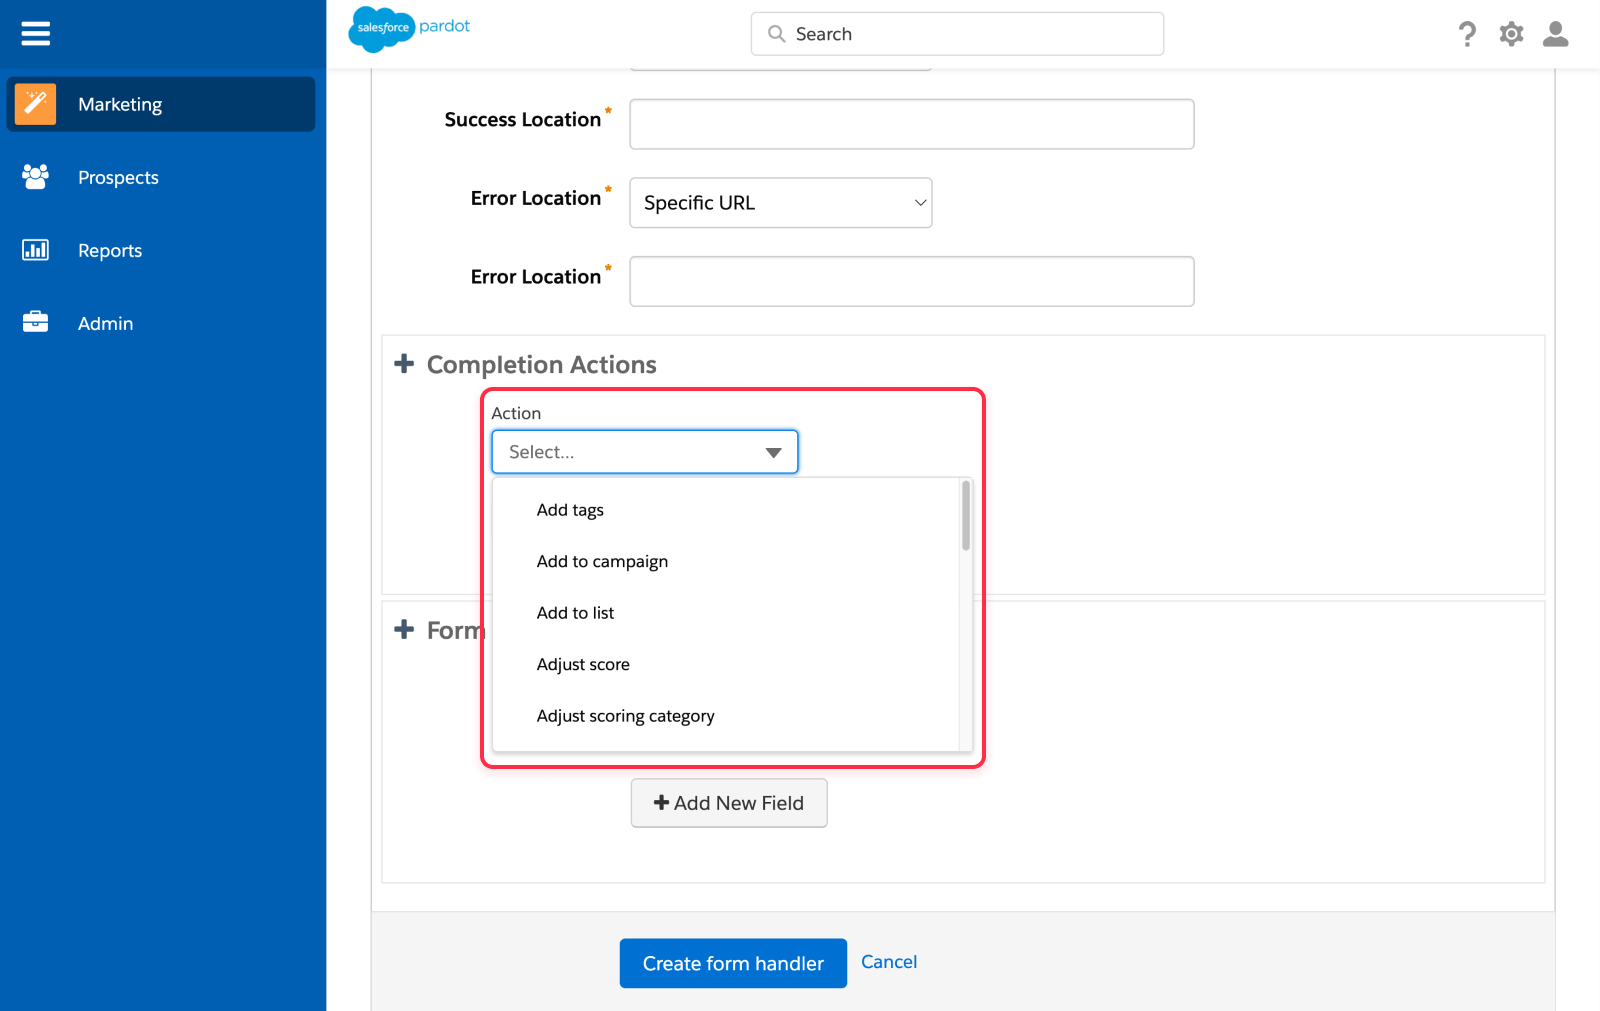 salesforce pardot
Search
?
Marketing
Prospects
Reports
Admin
Success Location*
Error Location*
Specific URL
Error Location*
Completion Actions
Action
Select...
Add tags
Add to campaign
Add to list
Adjust score
Adjust scoring category
Form
Add New Field
Create form handler
Cancel